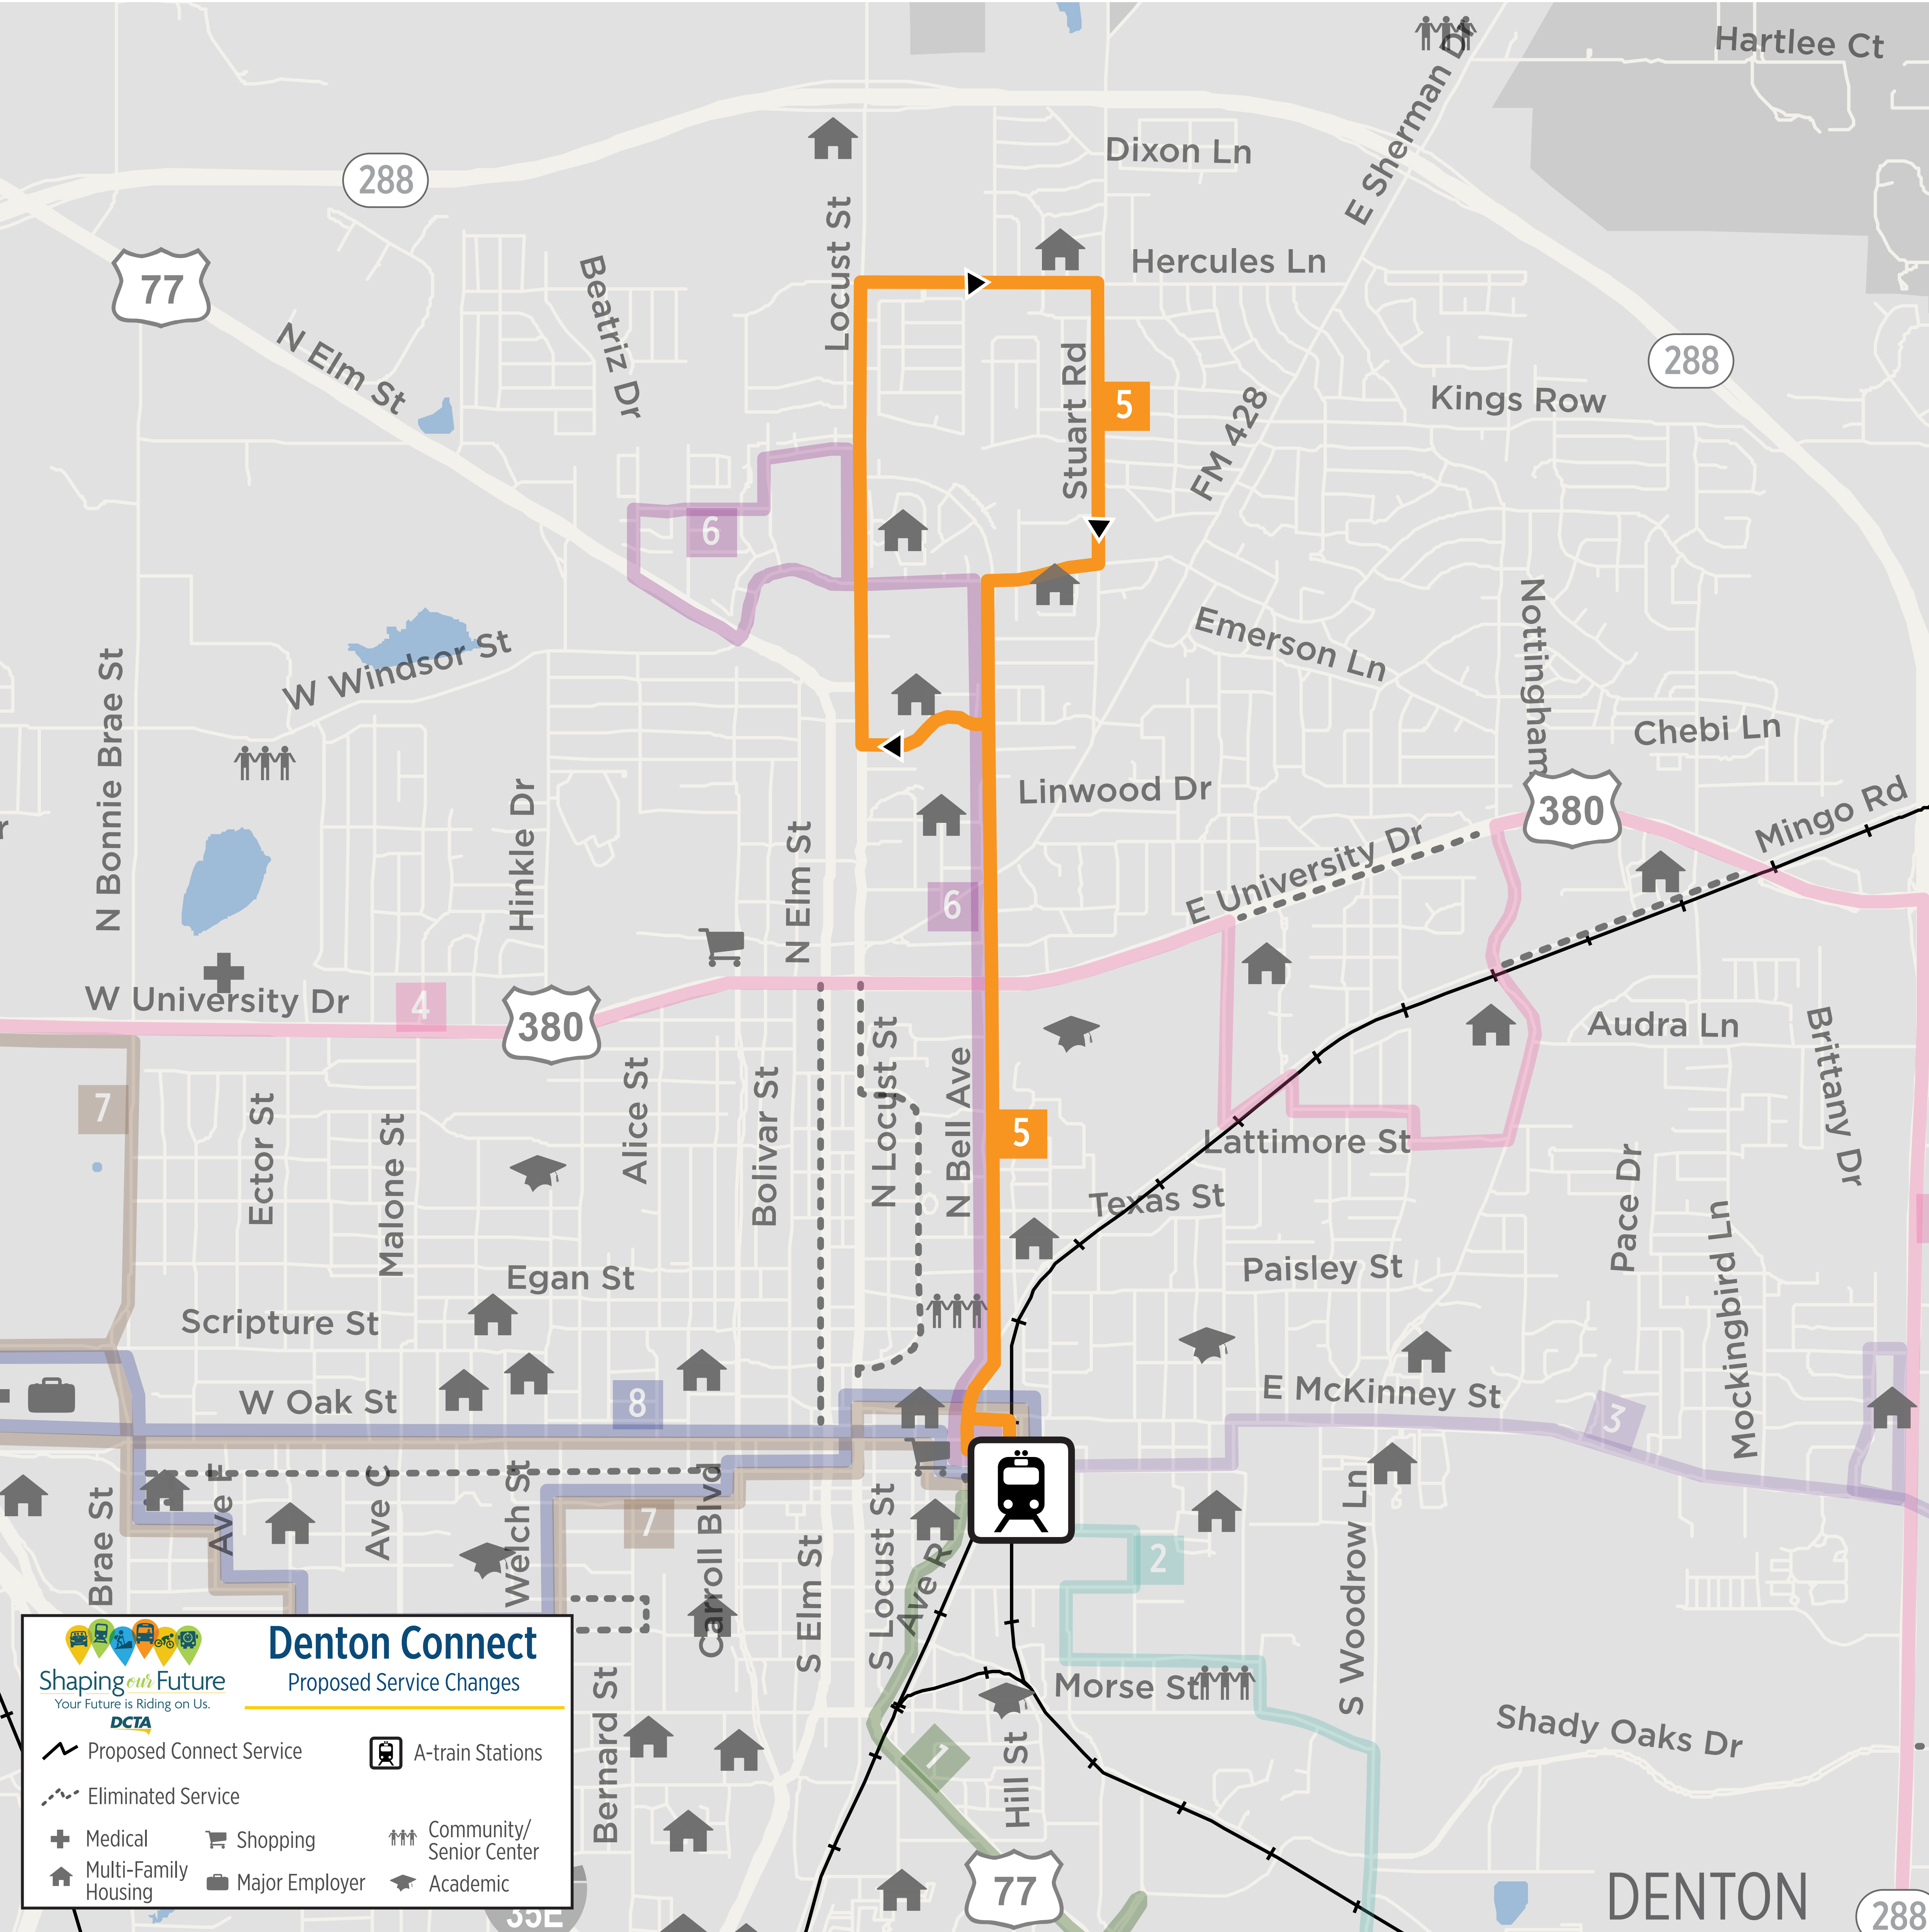 Hartlee Ct
E Sherman Dr
Dixon Ln
288
Locust St
Hercules Ln
77
Beatriz Dr
N Elm St
288
Stuart Rd
5
Kings Row
FM 428
6
Nottingham
Emerson Ln
W Windsor St
N Bonnie Brae St
Chebi Ln
Linwood Dr
380
Mingo Rd
Hinkle Dr
N Elm St
E University Dr
6
W University Dr
4
380
N Locust St
Audra Ln
Brittany Dr
7
Alice St
Bolivar St
N Bell Ave
5
Ector St
Malone St
Lattimore St
Texas St
Pace Dr
Mockingbird Ln
Egan St
Paisley St
Scripture St
W Oak St
8
E McKinney St
3
Brae St
Ave F
Ave C
Welch St
7
Carroll Blvd
S Elm St
S Locust St
Ave R
2
S Woodrow Ln
Morse St
Shady Oaks Dr
1
Hill St
Bernard St
77
DENTON
288
35E
Shaping our Future
Your Future is Riding on Us.
DCTA
Denton Connect
Proposed Service Changes
Proposed Connect Service
A-train Stations
Eliminated Service
Medical
Shopping
Community/
Senior Center
Multi-Family
Housing
Major Employer
Academic